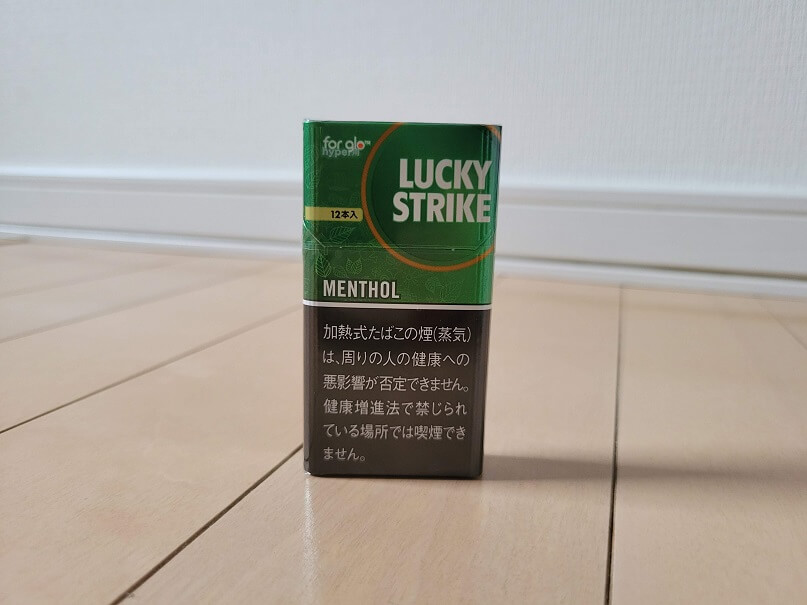 for glo™
hyper
LUCKY
STRIKE
12本入
MENTHOL
加熱式たばこの煙(蒸気)
は、周りの人の健康への
悪影響が否定できません。
健康増進法で禁じられ
ている場所では喫煙でき
ません。